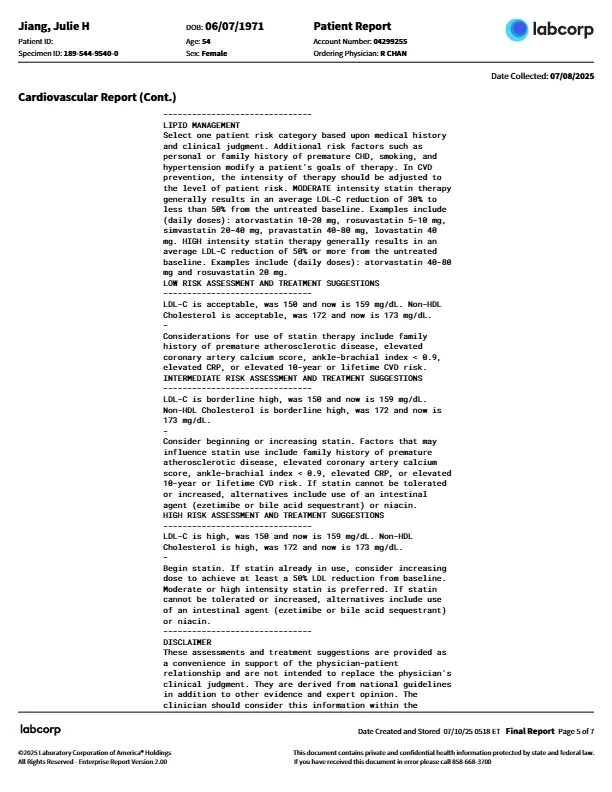 Jiang, Julie H
DOB: 06/07/1971
Patient Report
labcorp
Patient ID:
Age: 54
Account Number: 04299255
Specimen ID: 189-544-9540-0
Sex: Female
Ordering Physician: R CHAN
Date Collected: 07/08/2025
Cardiovascular Report (Cont.)
-------------------------------
LIPID MANAGEMENT
Select one patient risk category based upon medical history
and clinical judgment. Additional risk factors such as
personal or family history of premature CHD, smoking, and
hypertension modify a patient's goals of therapy. In CVD
prevention, the intensity of therapy should be adjusted to
the level of patient risk. MODERATE intensity statin therapy
generally results in an average LDL-C reduction of 30% to
less than 50% from the untreated baseline. Examples include
(daily doses): atorvastatin 10-20 mg, rosuvastatin 5-10 mg,
simvastatin 20-40 mg, pravastatin 40-80 mg, lovastatin 40
mg. HIGH intensity statin therapy generally results in an
average LDL-C reduction of 50% or more from the untreated
baseline. Examples include (daily doses): atorvastatin 40-80
mg and rosuvastatin 20 mg.
LOW RISK ASSESSMENT AND TREATMENT SUGGESTIONS
-------------------------------
LDL-C is acceptable, was 150 and now is 159 mg/dL. Non-HDL
Cholesterol is acceptable, was 172 and now is 173 mg/dL.
-
Considerations for use of statin therapy include family
history of premature atherosclerotic disease, elevated
coronary artery calcium score, ankle-brachial index < 0.9,
elevated CRP, or elevated 10-year or lifetime CVD risk.
INTERMEDIATE RISK ASSESSMENT AND TREATMENT SUGGESTIONS
-------------------------------
LDL-C is borderline high, was 150 and now is 159 mg/dL.
Non-HDL Cholesterol is borderline high, was 172 and now is
173 mg/dL.
-
Consider beginning or increasing statin. Factors that may
influence statin use include family history of premature
atherosclerotic disease, elevated coronary artery calcium
score, ankle-brachial index < 0.9, elevated CRP, or elevated
10-year or lifetime CVD risk. If statin cannot be tolerated
or increased, alternatives include use of an intestinal
agent (ezetimibe or bile acid sequestrant) or niacin.
HIGH RISK ASSESSMENT AND TREATMENT SUGGESTIONS
-------------------------------
LDL-C is high, was 150 and now is 159 mg/dL. Non-HDL
Cholesterol is high, was 172 and now is 173 mg/dL.
-
Begin statin. If statin already in use, consider increasing
dose to achieve at least a 50% LDL reduction from baseline.
Moderate or high intensity statin is preferred. If statin
cannot be tolerated or increased, alternatives include use
of an intestinal agent (ezetimibe or bile acid sequestrant)
or niacin.
-------------------------------
DISCLAIMER
These assessments and treatment suggestions are provided as
a convenience in support of the physician-patient
relationship and are not intended to replace the physician's
clinical judgment. They are derived from national guidelines
in addition to other evidence and expert opinion. The
clinician should consider this information within the
labcorp
Date Created and Stored 07/10/25 0518 ET Final Report Page 5 of 7
©2025 Laboratory Corporation of America® Holdings
All Rights Reserved - Enterprise Report Version 2.00
This document contains private and confidential health information protected by state and federal law.
If you have received this document in error please call 858-668-3700